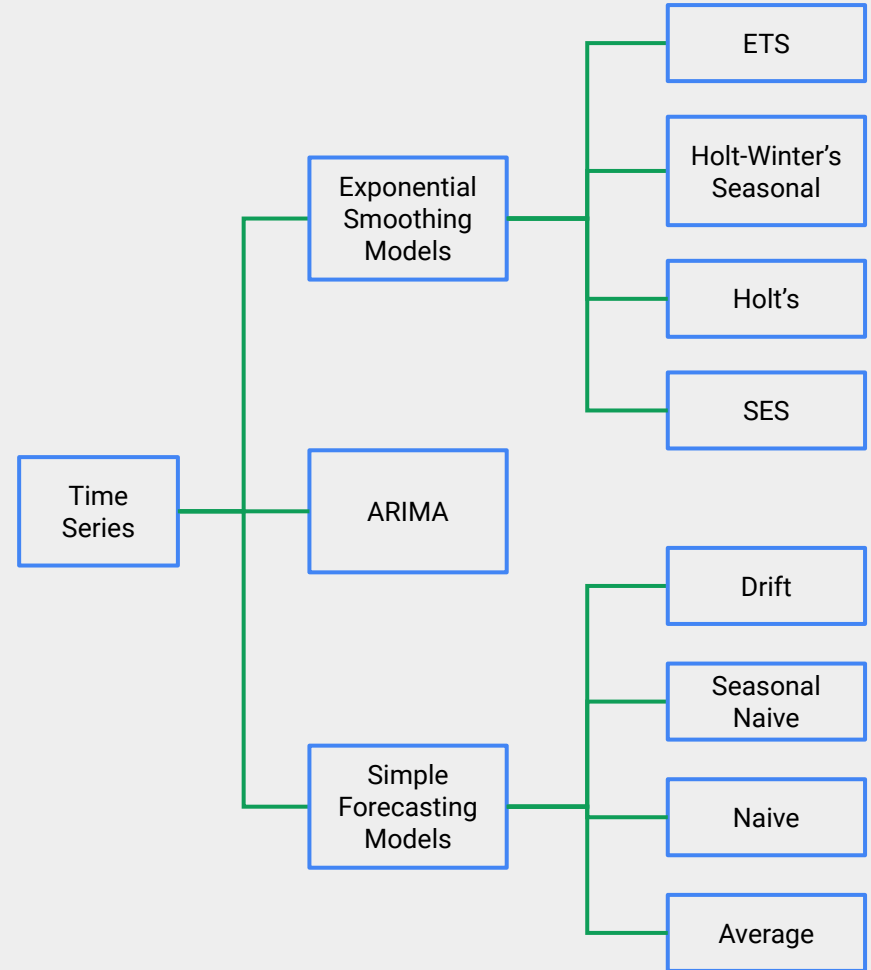 ETS
Holt-Winter’s
Seasonal
Exponential
Smoothing
Models
Holt’s
SES
Time
Series
ARIMA
Drift
Seasonal
Naive
Simple
Forecasting
Models
Naive
Average